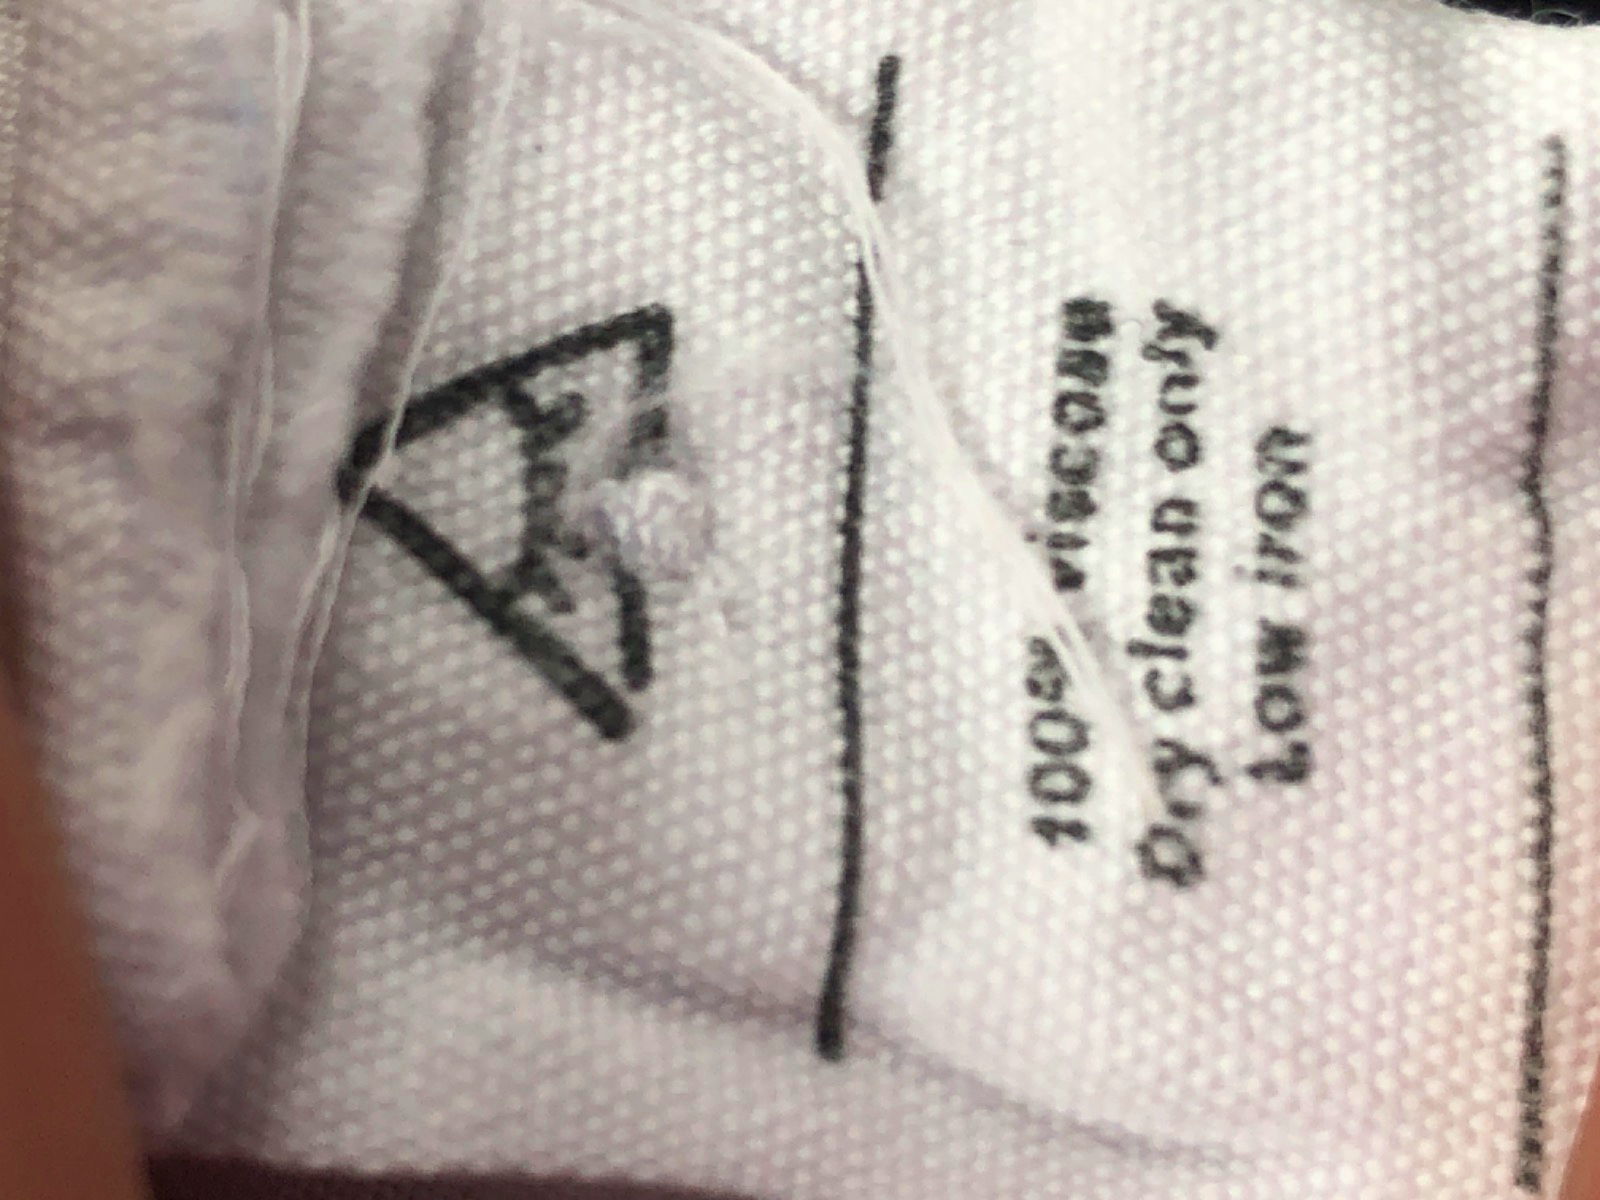 100% viscose
Dry clean only
Low iron